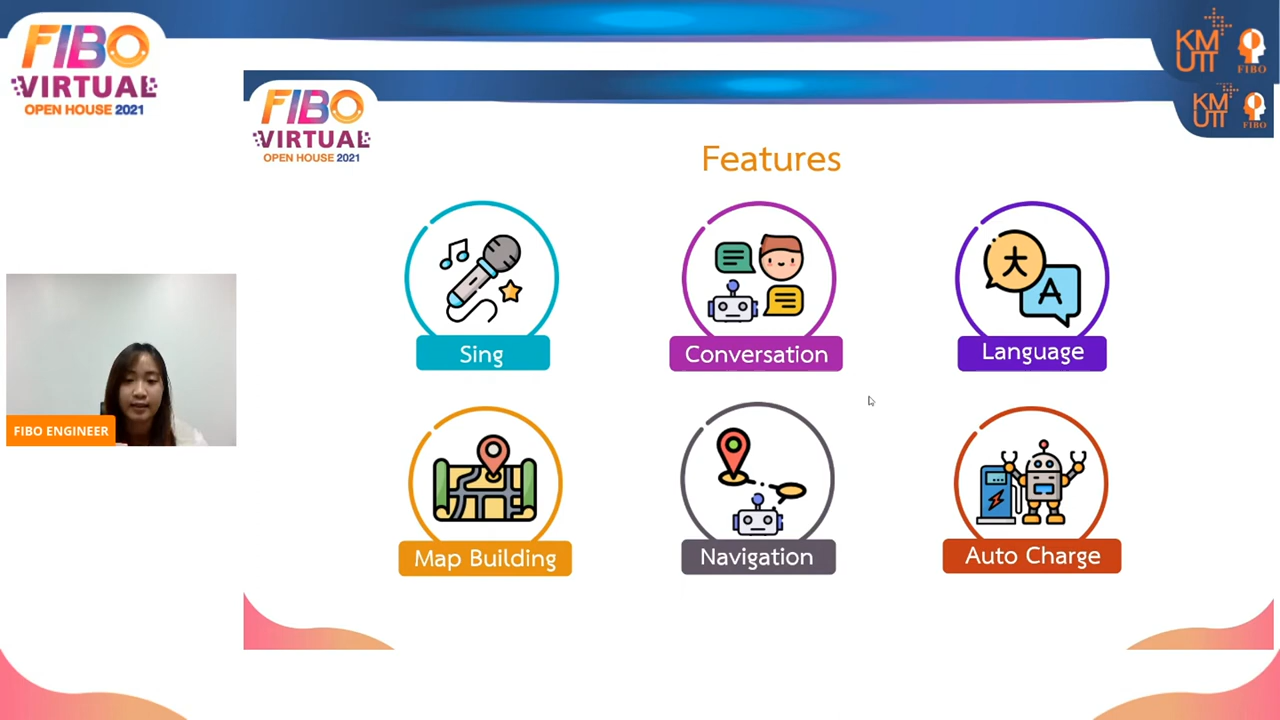 FIBO
VIRTUAL
OPEN HOUSE 2021
KM
UTT
FIBO
FIBO
VIRTUAL
OPEN HOUSE 2021
KM
UTT
FIBO
Features
大
A
Sing
Conversation
Language
FIBO ENGINEER
Map Building
Navigation
Auto Charge